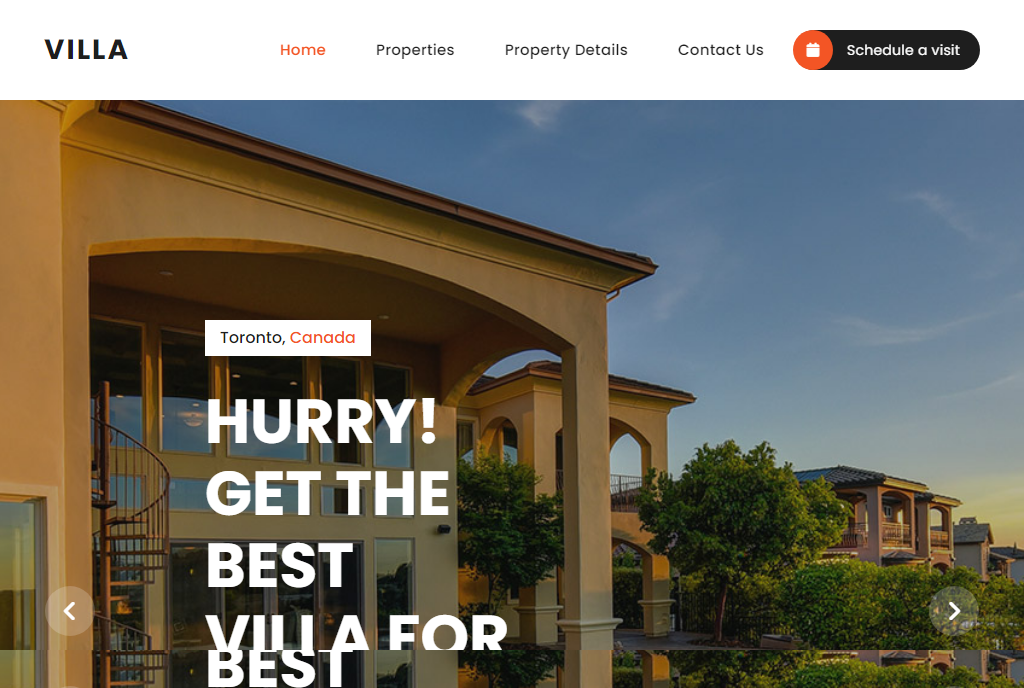 VILLA
Home Properties Property Details Contact Us Schedule a visit
Toronto, Canada
HURRY!
GET THE
BEST
VILLA FOR
BEST